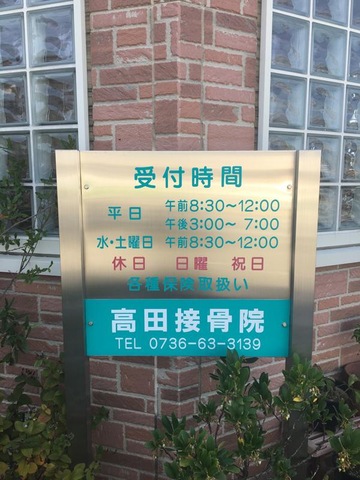 受付時間
平日 午前8:30〜12:00
午後3:00〜 7:00
水・土曜日 午前8:30〜12:00
休日 日曜 祝日
各種保険取扱い
高田接骨院
TEL 0736-63-3139